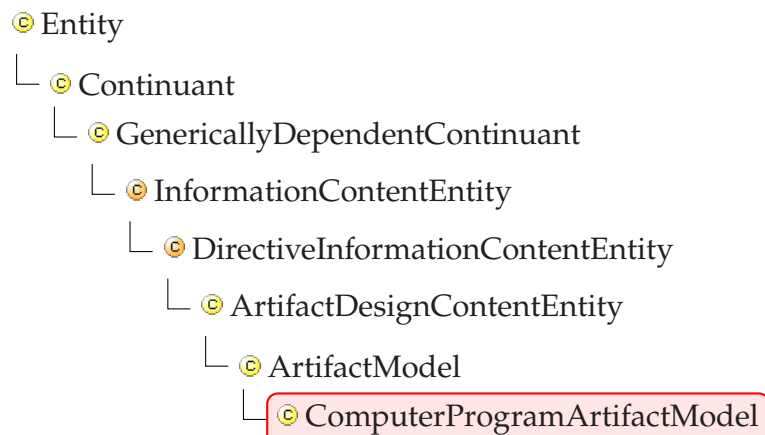 Entity
Continuant
GenericallyDependentContinuant
InformationContentEntity
DirectiveInformationContentEntity
ArtifactDesignContentEntity
ArtifactModel
ComputerProgramArtifactModel